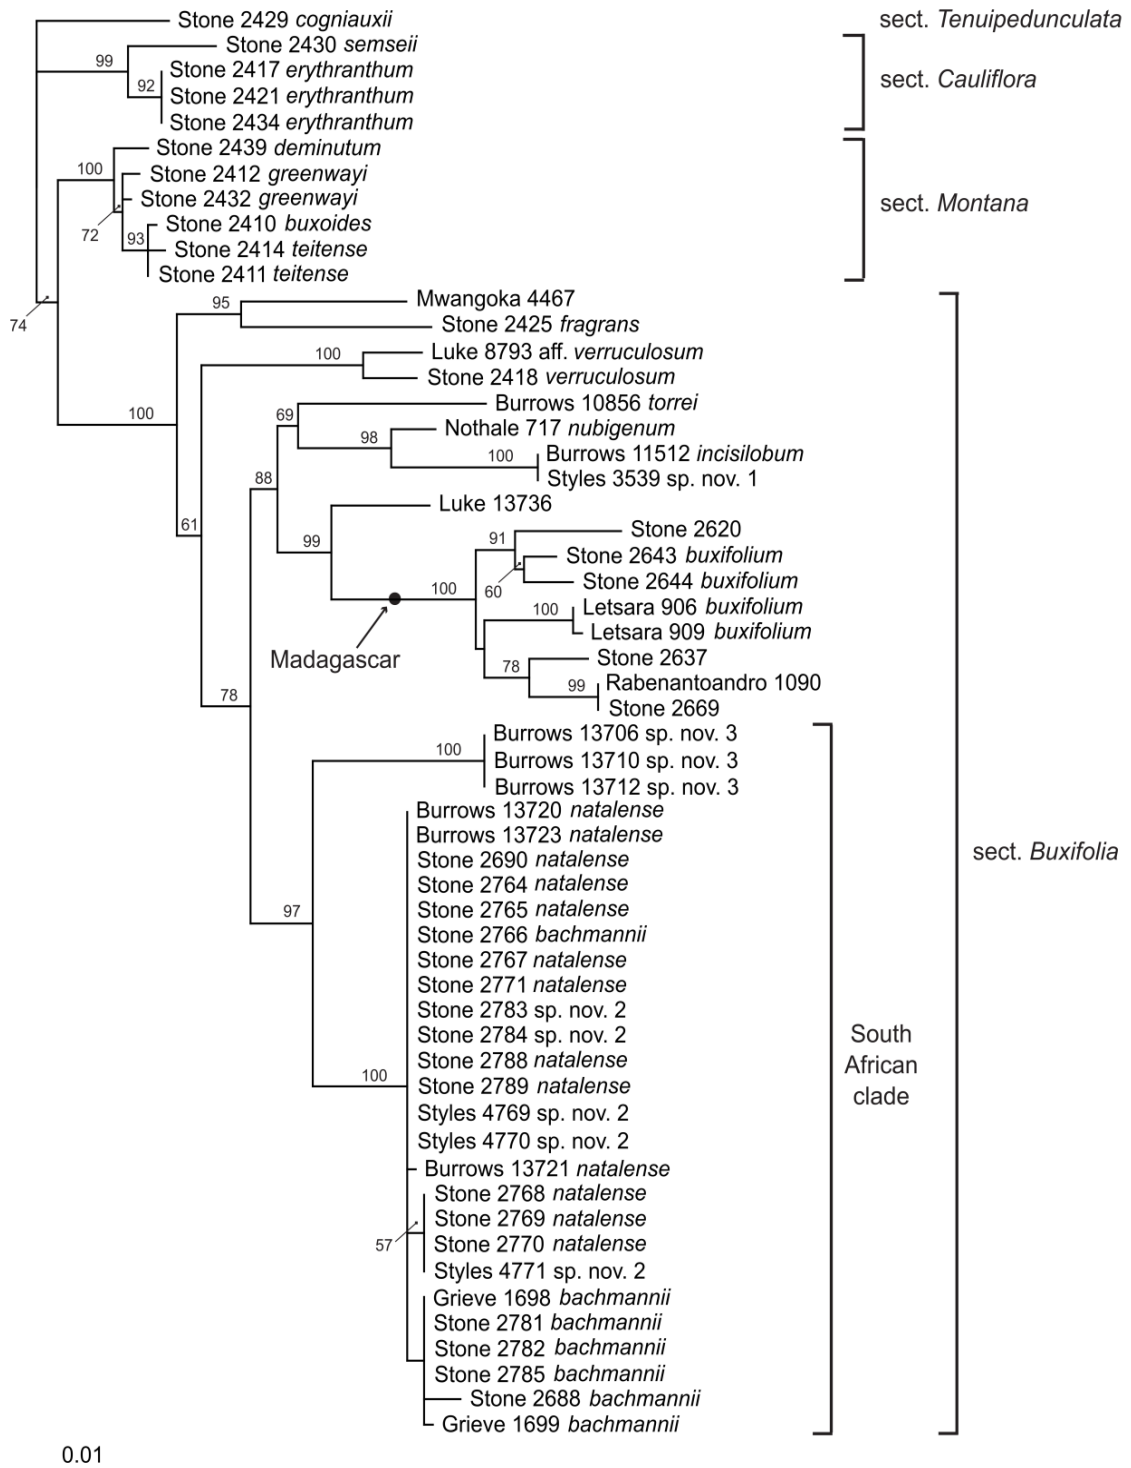 Stone 2429 cogniauxii
sect. Tenuipedunculata
Stone 2430 semseii
99
Stone 2417 erythranthum
sect. Cauliflora
92
Stone 2421 erythranthum
Stone 2434 erythranthum
Stone 2439 deminutum
100
Stone 2412 greenwayi
Stone 2432 greenwayi
sect. Montana
72
Stone 2410 buxoides
93
Stone 2414 teitense
Stone 2411 teitense
74
95
Mwangoka 4467
Stone 2425 fragrans
100
Luke 8793 aff. verruculosum
Stone 2418 verruculosum
100
Burrows 10856 torrei
69
Nothale 717 nubigenum
98
Burrows 11512 incisilobum
100
Styles 3539 sp. nov. 1
88
Luke 13736
61
99
Stone 2620
91
Stone 2643 buxifolium
60
Stone 2644 buxifolium
100
Letsara 906 buxifolium
100
Letsara 909 buxifolium
Madagascar
Stone 2637
78
Rabenantoandro 1090
99
Stone 2669
78
Burrows 13706 sp. nov. 3
100
Burrows 13710 sp. nov. 3
Burrows 13712 sp. nov. 3
Burrows 13720 natalense
Burrows 13723 natalense
Stone 2690 natalense
sect. Buxifolia
Stone 2764 natalense
Stone 2765 natalense
97
Stone 2766 bachmannii
Stone 2767 natalense
Stone 2771 natalense
Stone 2783 sp. nov. 2
Stone 2784 sp. nov. 2
South
African
clade
Stone 2788 natalense
100
Stone 2789 natalense
Styles 4769 sp. nov. 2
Styles 4770 sp. nov. 2
Burrows 13721 natalense
Stone 2768 natalense
Stone 2769 natalense
57
Stone 2770 natalense
Styles 4771 sp. nov. 2
Grieve 1698 bachmannii
Stone 2781 bachmannii
Stone 2782 bachmannii
Stone 2785 bachmannii
Stone 2688 bachmannii
Grieve 1699 bachmannii
0.01